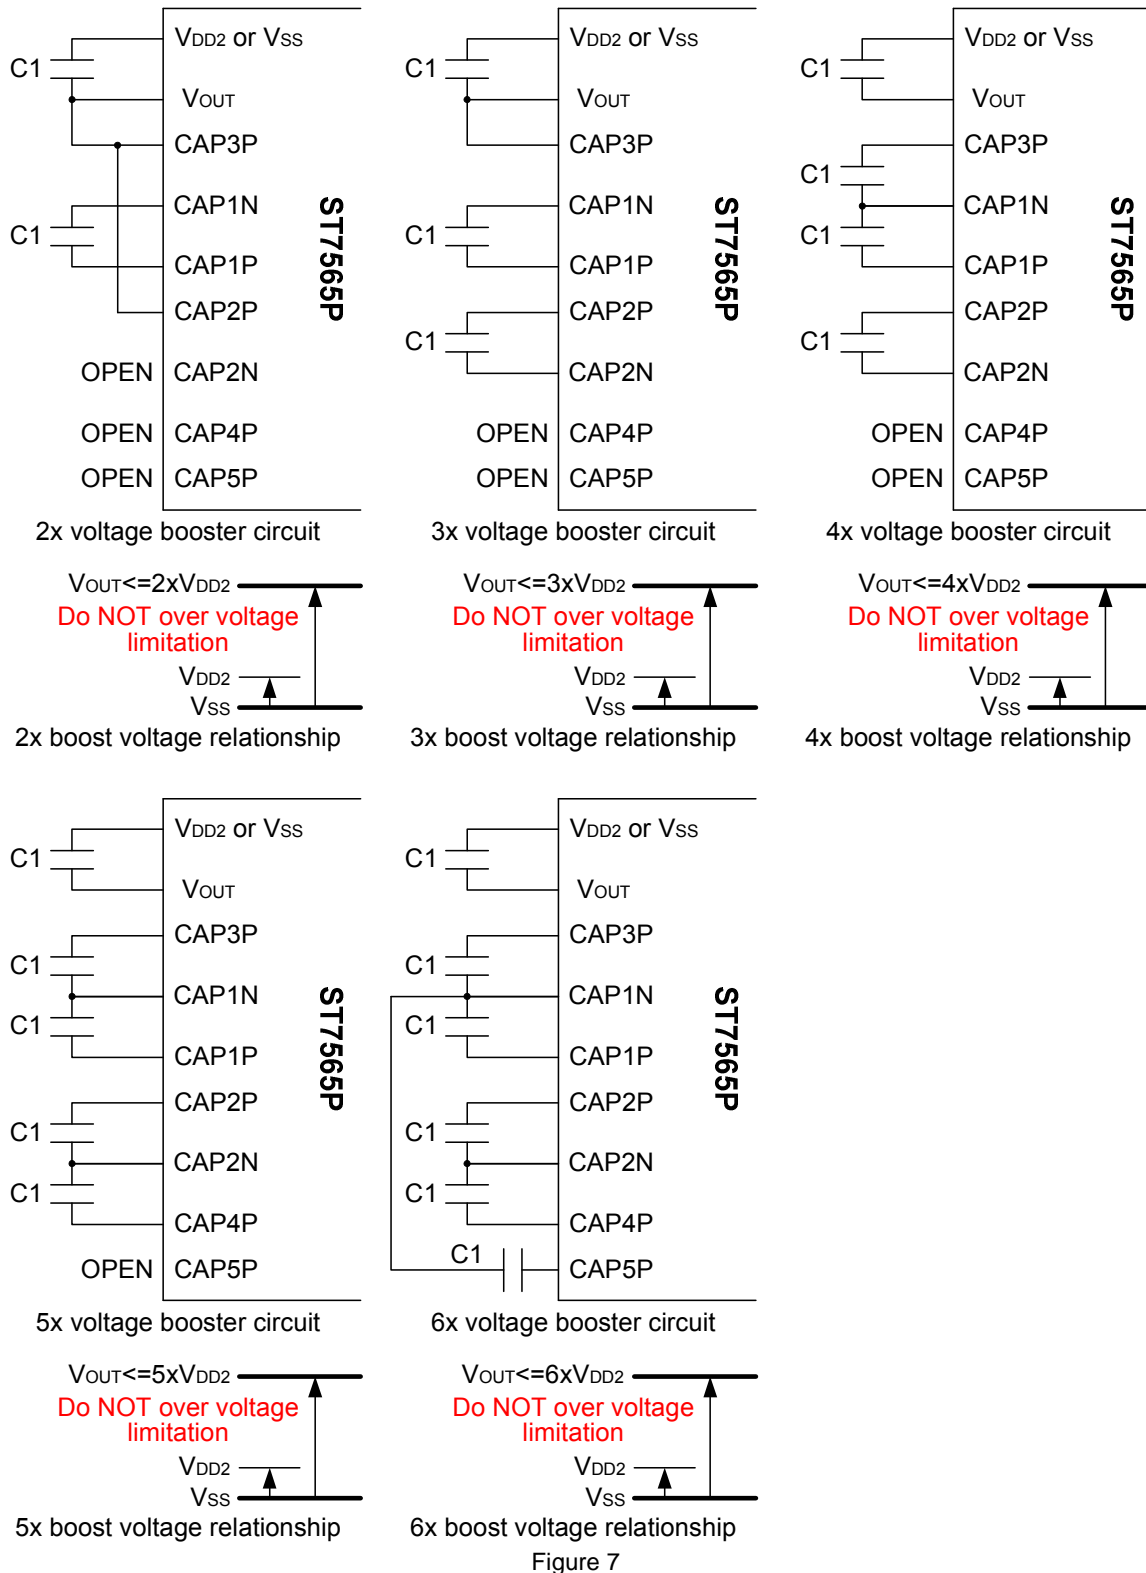 VDD2 or VSS
C1
VOUT
CAP3P
CAP1N
C1
CAP1P
CAP2P
OPEN CAP2N
OPEN CAP4P
OPEN CAP5P
ST7565P
2x voltage booster circuit
VDD2 or VSS
C1
VOUT
CAP3P
CAP1N
C1
CAP1P
CAP2P
C1
CAP2N
OPEN CAP4P
OPEN CAP5P
ST7565P
3x voltage booster circuit
VDD2 or VSS
C1
VOUT
CAP3P
C1
CAP1N
C1
CAP1P
CAP2P
C1
CAP2N
OPEN CAP4P
OPEN CAP5P
ST7565P
4x voltage booster circuit
VOUT<=2xVDD2
Do NOT over voltage
limitation
VDD2
VSS
2x boost voltage relationship
VOUT<=3xVDD2
Do NOT over voltage
limitation
VDD2
VSS
3x boost voltage relationship
VOUT<=4xVDD2
Do NOT over voltage
limitation
VDD2
VSS
4x boost voltage relationship
VDD2 or VSS
C1
VOUT
CAP3P
C1
CAP1N
C1
CAP1P
CAP2P
C1
CAP2N
C1
CAP4P
OPEN CAP5P
ST7565P
5x voltage booster circuit
VDD2 or VSS
C1
VOUT
CAP3P
C1
CAP1N
C1
CAP1P
CAP2P
C1
CAP2N
C1
CAP4P
C1
CAP5P
ST7565P
6x voltage booster circuit
VOUT<=5xVDD2
Do NOT over voltage
limitation
VDD2
VSS
5x boost voltage relationship
VOUT<=6xVDD2
Do NOT over voltage
limitation
VDD2
VSS
6x boost voltage relationship
Figure 7